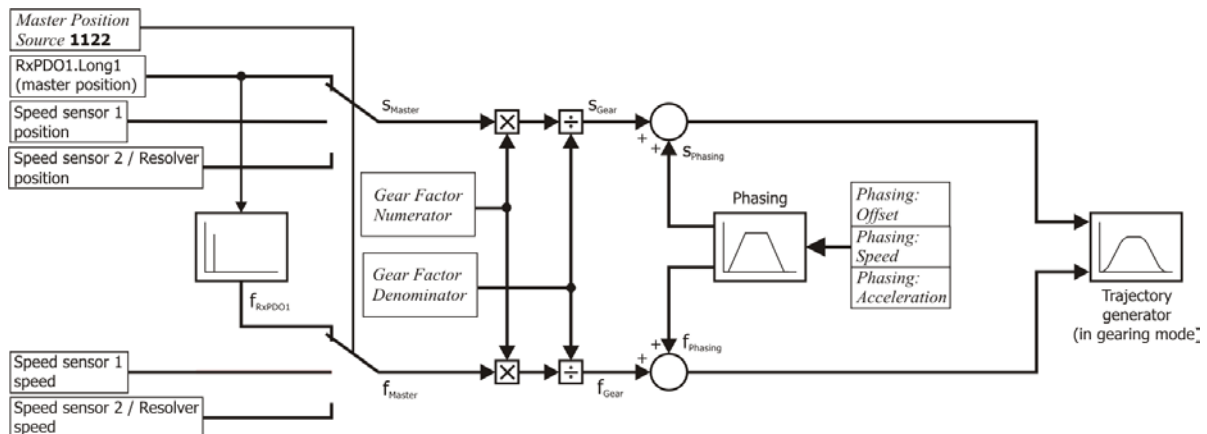 Master Position
Source 1122
RxPDO1.Long1
(master position)
Speed sensor 1
position
Speed sensor 2 / Resolver
position
fRxPDO1
Speed sensor 1
speed
Speed sensor 2 / Resolver
speed
sMaster
fMaster
Gear Factor
Numerator
Gear Factor
Denominator
×
÷
×
÷
sGear
fGear
+
+
sPhasing
Phasing
fPhasing
+
+
Phasing:
Offset
Phasing:
Speed
Phasing:
Acceleration
Trajectory
generator
(in gearing mode)